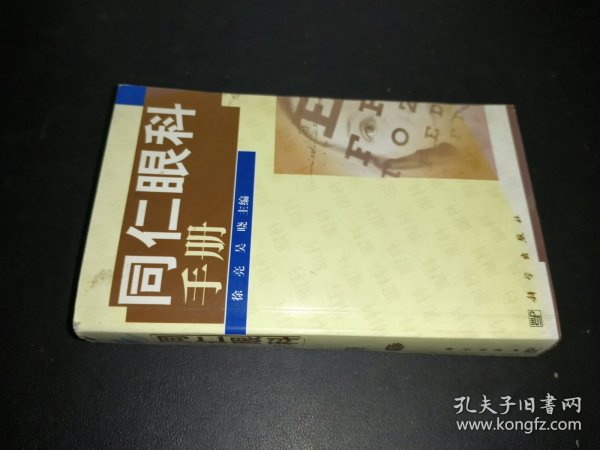 同仁眼科
手册
徐亮 吴晓 主编
科学出版社
E
F P
T O Z
孔夫子旧书网
www.kongfz.com